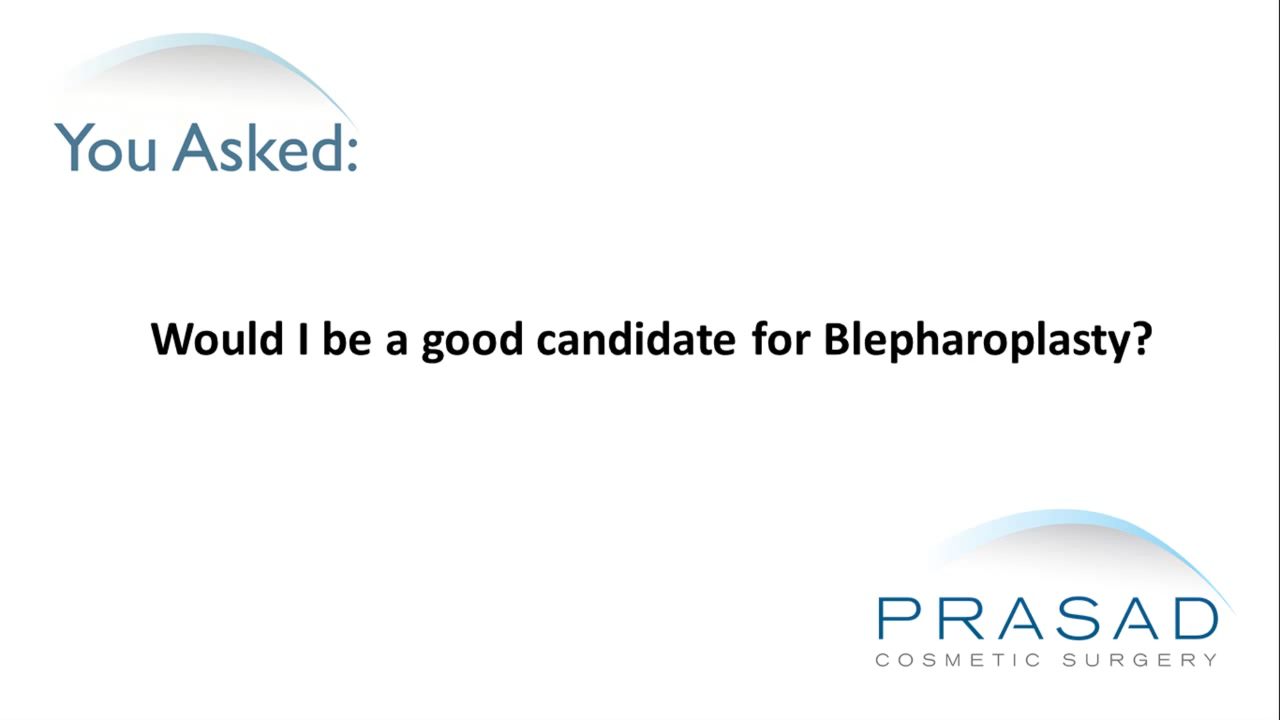 You Asked:
Would I be a good candidate for Blepharoplasty?
PRASAD
COSMETIC SURGERY